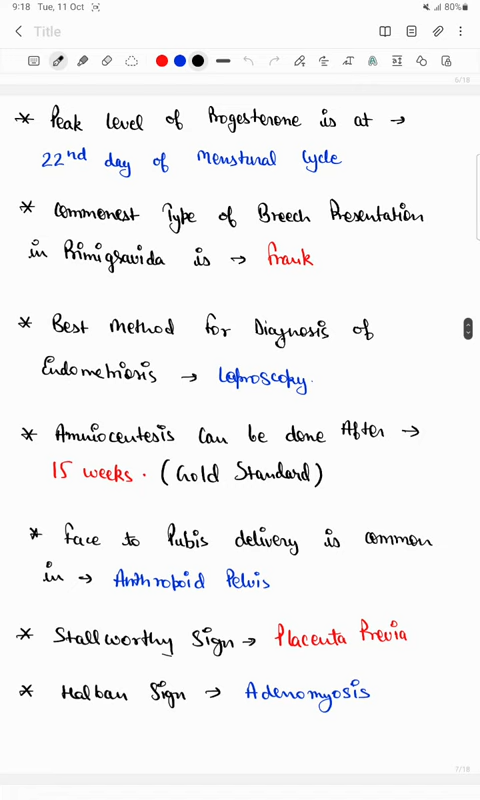 9:18 Tue, 11 Oct
80%
Title
6/18
* Peak level of Progesterone is at →
22nd day of Menstural Cycle
* Commonest Type of Breech Presentation
in Primigravida is → Frank
* Best Method for Diagnosis of
Endometriosis → Laproscopy.
* Amniocentesis Can be done After →
15 weeks. (Gold Standard)
* Face to Pubis delivery is common
in → Anthropoid Pelvis
* Stallworthy Sign → Placenta Previa
* Halban Sign → Adenomyosis
7/18